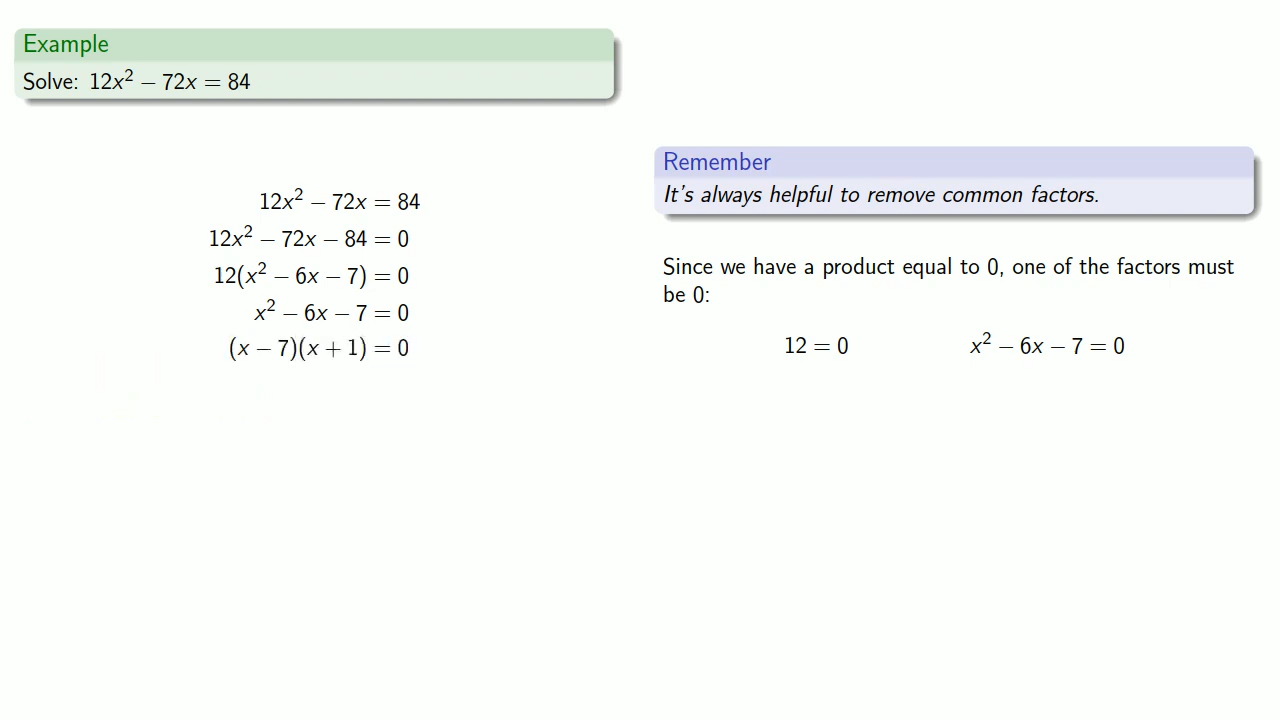 Example
Solve: 12x² − 72x = 84
12x² − 72x = 84
12x² − 72x − 84 = 0
12(x² − 6x − 7) = 0
x² − 6x − 7 = 0
(x − 7)(x + 1) = 0
Remember
It's always helpful to remove common factors.
Since we have a product equal to 0, one of the factors must
be 0:
12 = 0 x² − 6x − 7 = 0